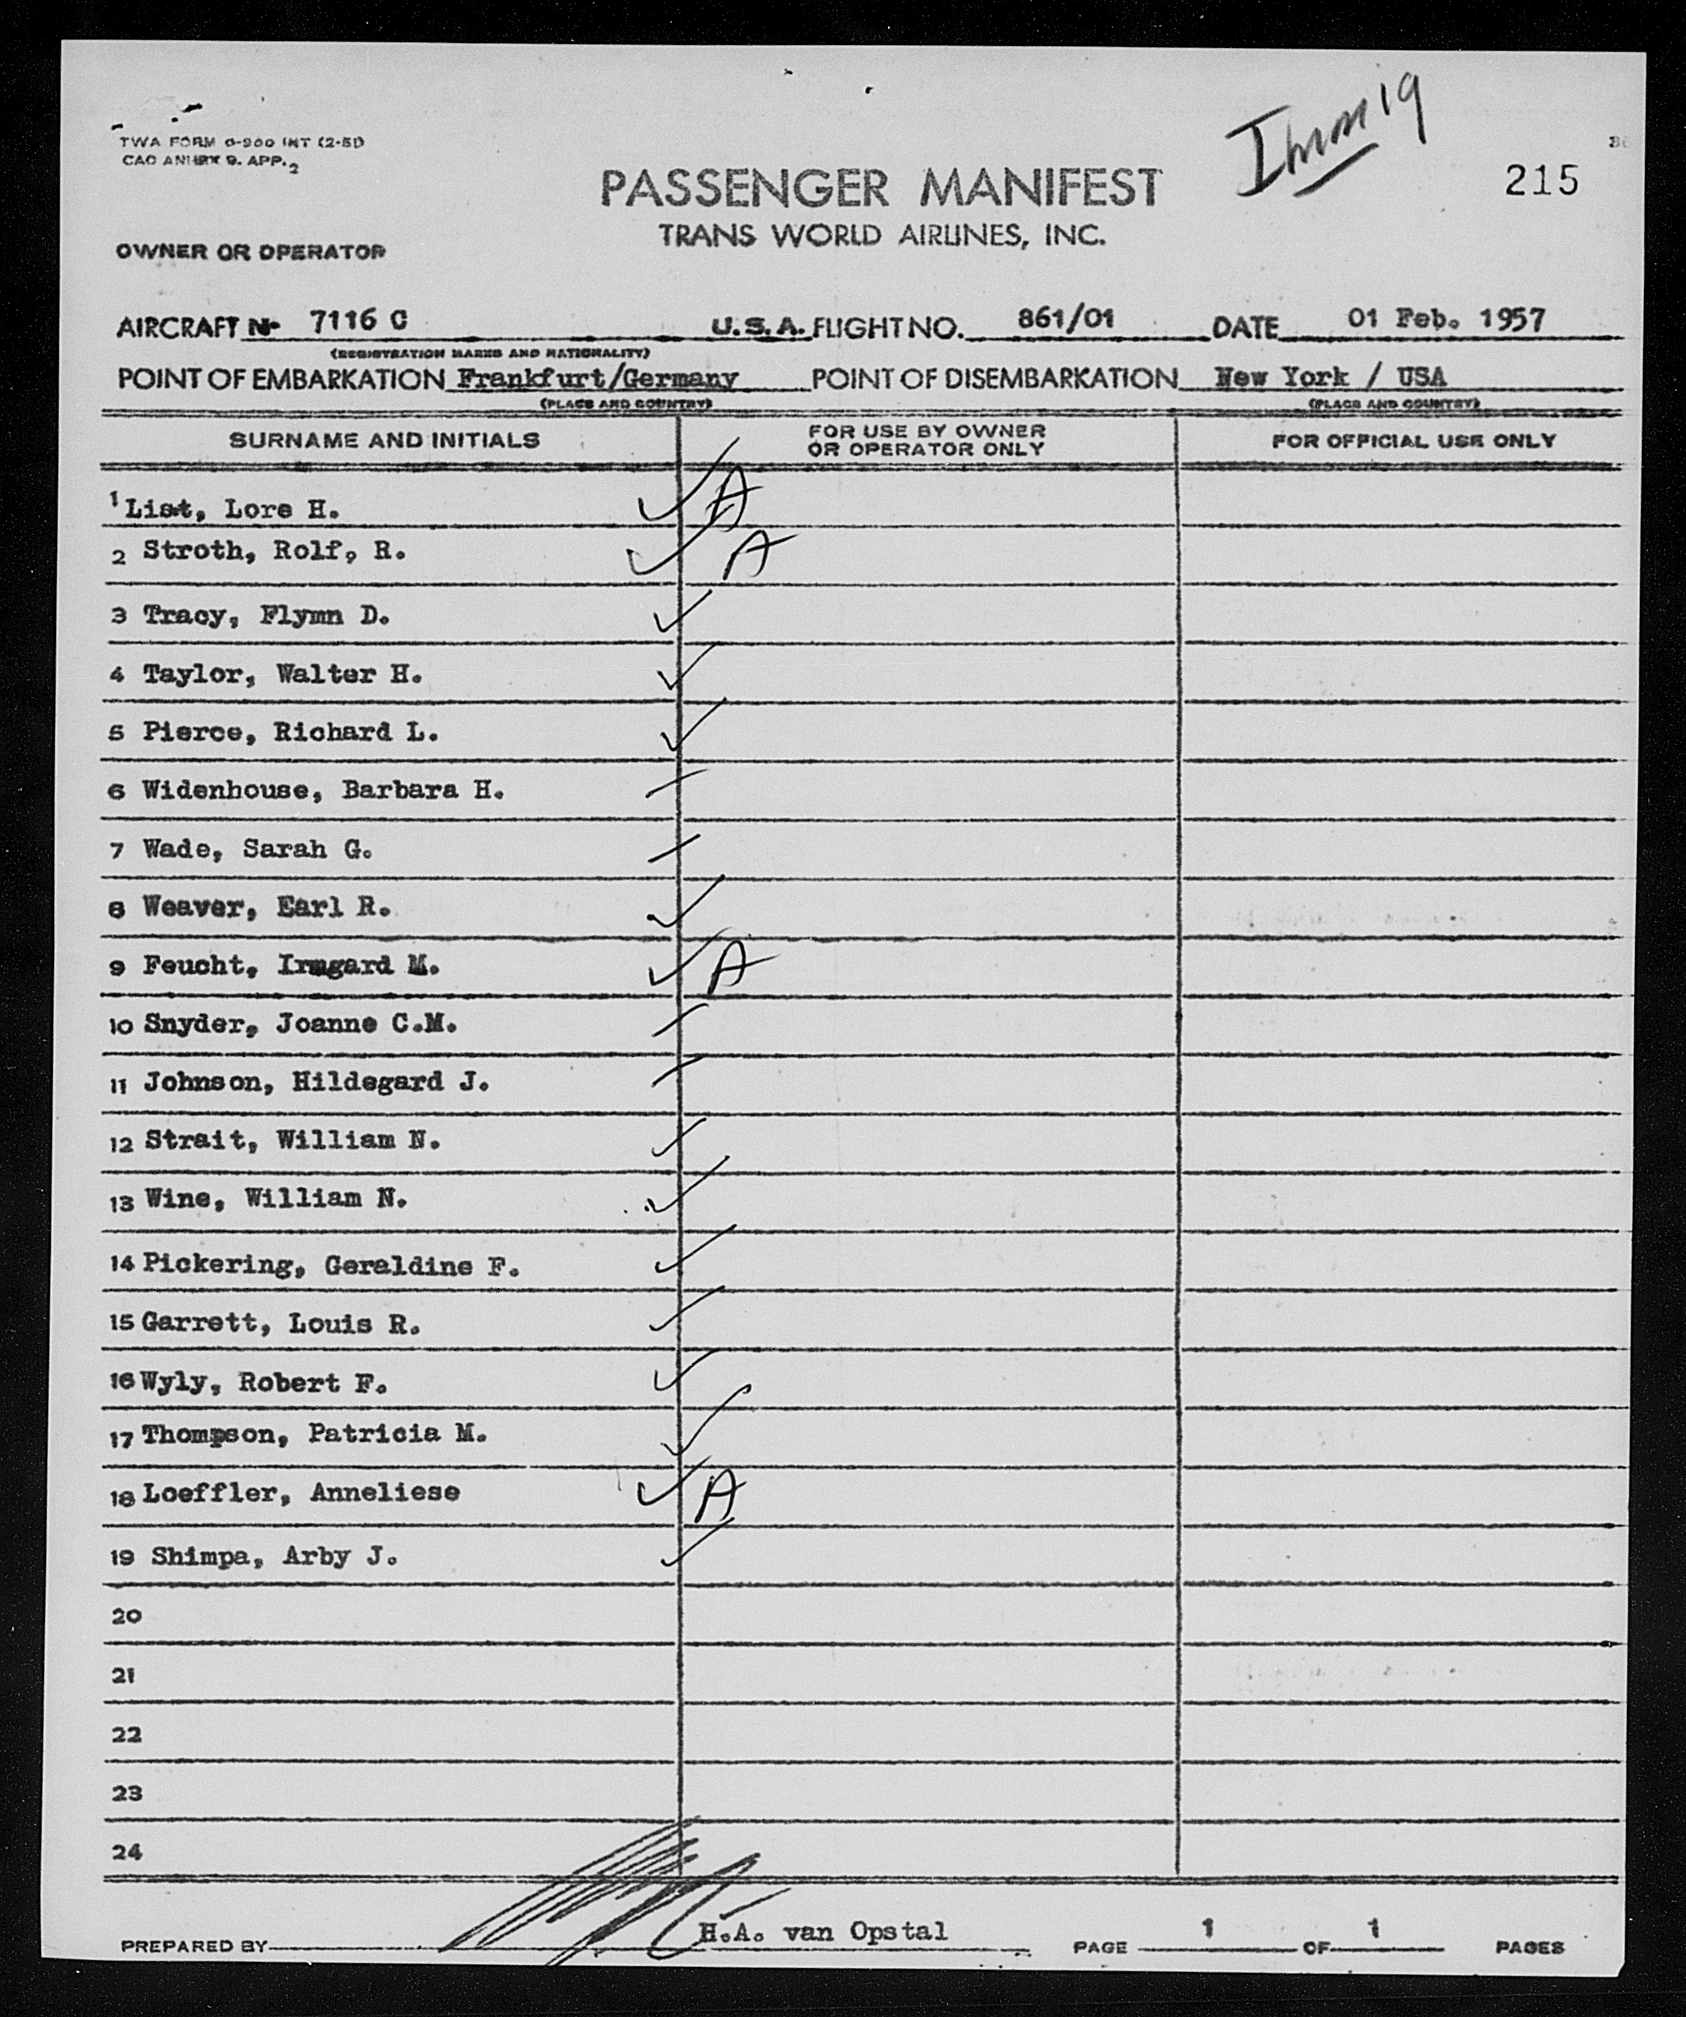 TWA FORM O-900 INT (2-51)
CAO ANNEX 9. APP. 2
215
PASSENGER MANIFEST
TRANS WORLD AIRLINES, INC.
OWNER OR OPERATOR
AIRCRAFT No 7116 C U.S.A. FLIGHT NO. 861/01 DATE 01 Feb. 1957
(REGISTRATION MARKS AND NATIONALITY)
POINT OF EMBARKATION Frankfurt/Germany POINT OF DISEMBARKATION New York / USA
(PLACE AND COUNTRY) (PLACE AND COUNTRY)
SURNAME AND INITIALS FOR USE BY OWNER OR OPERATOR ONLY FOR OFFICIAL USE ONLY
1 List, Lore H. A
2 Stroth, Rolf, R. A
3 Tracy, Flymn D.
4 Taylor, Walter H.
5 Pierce, Richard L.
6 Widenhouse, Barbara H.
7 Wade, Sarah G.
8 Weaver, Earl R.
9 Feucht, Irmgard M. A
10 Snyder, Joanne C.M.
11 Johnson, Hildegard J.
12 Strait, William N.
13 Wine, William N.
14 Pickering, Geraldine F.
15 Garrett, Louis R.
16 Wyly, Robert F.
17 Thompson, Patricia M.
18 Loeffler, Anneliese A
19 Shimpa, Arby J.
20
21
22
23
24
PREPARED BY H.A. van Opstal PAGE 1 OF 1 PAGES